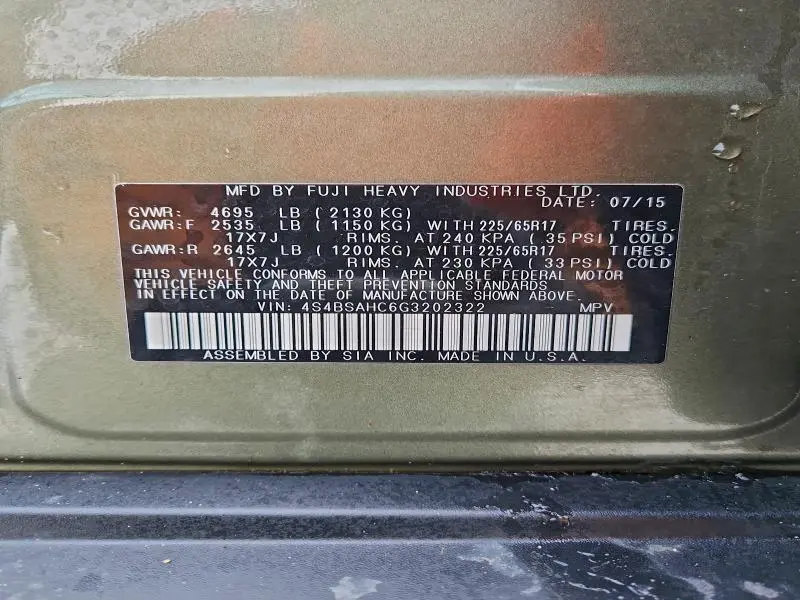 MFD BY FUJI HEAVY INDUSTRIES LTD.
DATE: 07/15
GVWR: 4695 LB (2130 KG)
GAWR:F 2535 LB (1150 KG) WITH 225/65R17 TIRES.
17X7J RIMS. AT 240 KPA (.35 PSI) COLD
GAWR:R 2645 LB (1200 KG) WITH 225/65R17 TIRES.
17X7J RIMS. AT 230 KPA ( 33 PSI) COLD
THIS VEHICLE CONFORMS TO ALL APPLICABLE FEDERAL MOTOR
VEHICLE SAFETY AND THEFT PREVENTION STANDARDS
IN EFFECT ON THE DATE OF MANUFACTURE SHOWN ABOVE.
VIN: 4S4BSAHC6G3202322 MPV
ASSEMBLED BY SIA INC. MADE IN U.S.A.